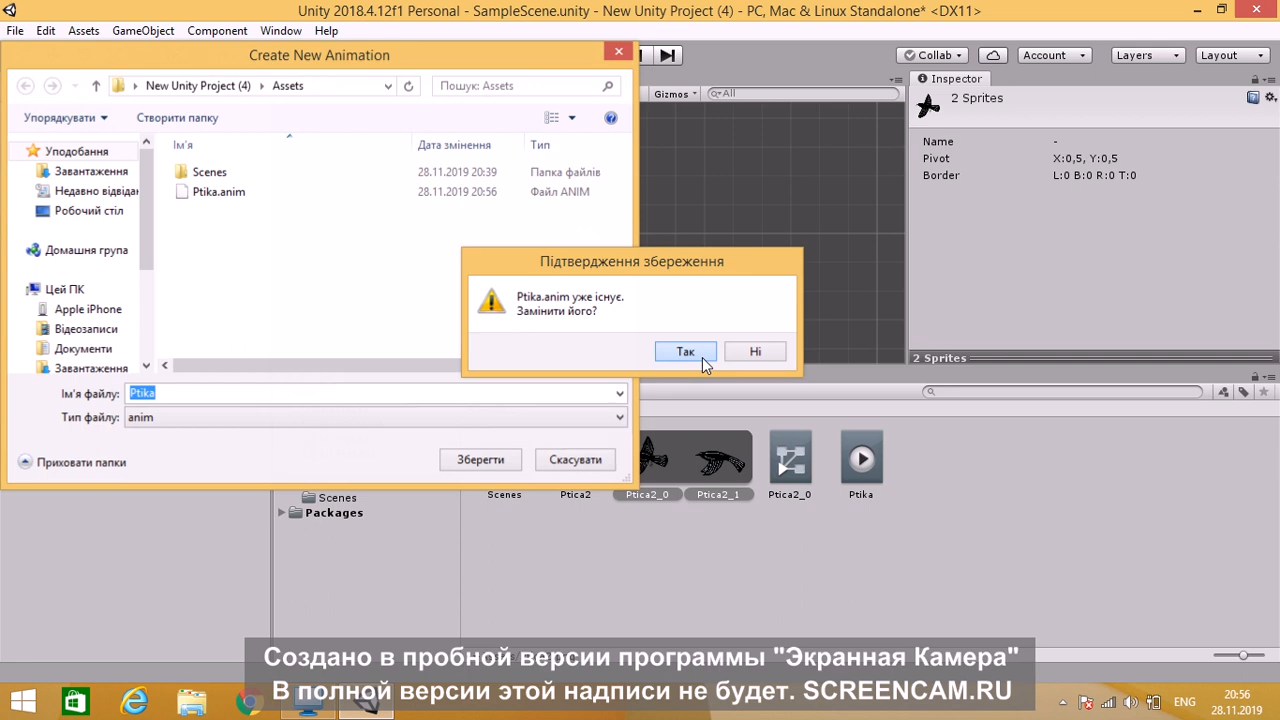 Unity 2018.4.12f1 Personal - SampleScene.unity - New Unity Project (4) - PC, Mac & Linux Standalone* <DX11>
File Edit Assets GameObject Component Window Help
Create New Animation
Collab Account Layers Layout
New Unity Project (4) Assets
Пошук: Assets
Gizmos All
Inspector
2 Sprites
Упорядкувати Створити папку
Ім'я Дата змінення Тип
Scenes 28.11.2019 20:39 Папка файлів
Ptika.anim 28.11.2019 20:56 Файл ANIM
Уподобання
Завантаження
Недавно відвідан
Робочий стіл
Домашня група
Цей ПК
Apple iPhone
Відеозаписи
Документи
Завантаження
Name -
Pivot X:0,5, Y:0,5
Border L:0 B:0 R:0 T:0
Підтвердження збереження
Ptika.anim уже існує.
Замінити його?
Так Ні
2 Sprites
Ім'я файлу: Ptika
Тип файлу: anim
Приховати папки Зберегти Скасувати
Scenes Ptica2 Ptica2_0 Ptica2_1 Ptica2_0 Ptika
Scenes
Packages
Создано в пробной версии программы "Экранная Камера"
В полной версии этой надписи не будет. SCREENCAM.RU
ENG
20:56
28.11.2019